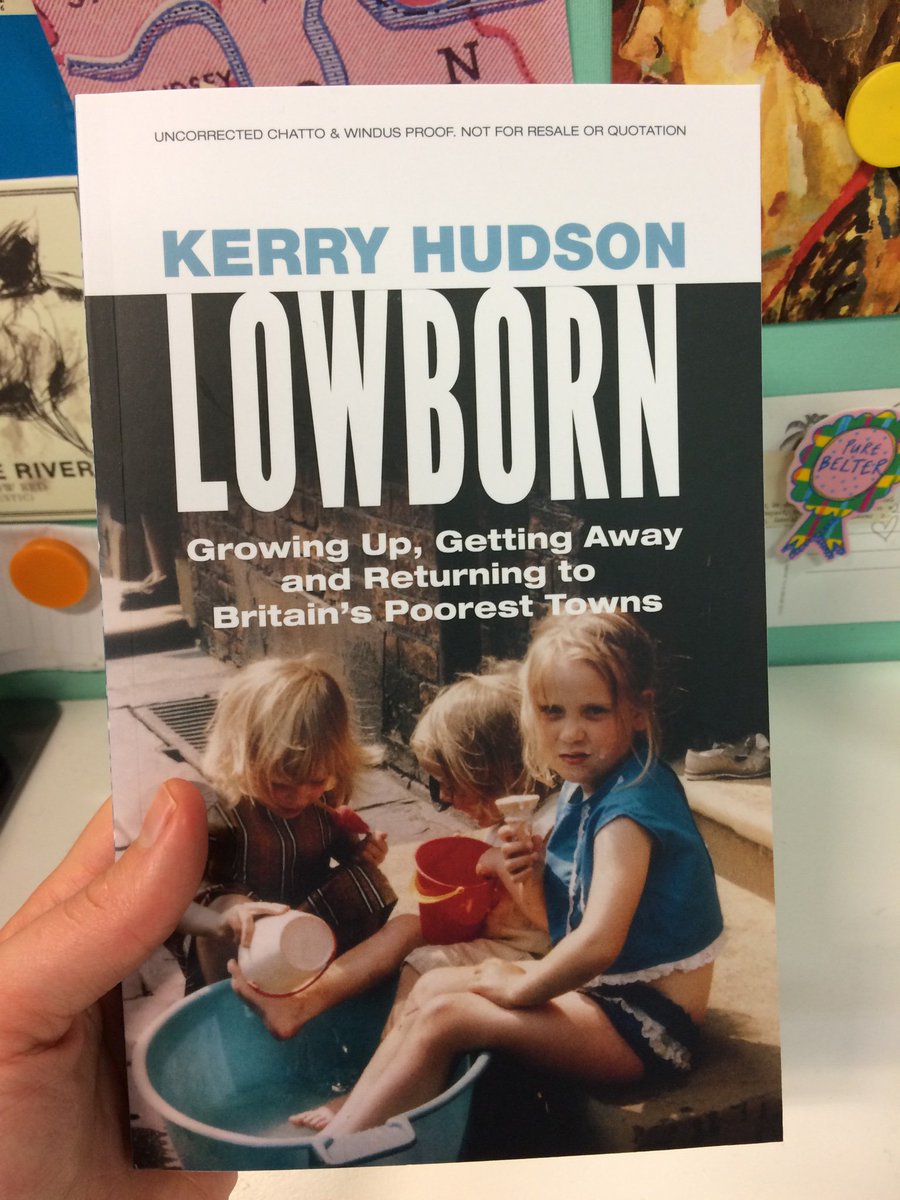 NDSEY
N
UNCORRECTED CHATTO & WINDUS PROOF. NOT FOR RESALE OR QUOTATION
KERRY HUDSON
LOWBORN
Growing Up, Getting Away
and Returning to
Britain's Poorest Towns
E RIVER
PURE
BELTER